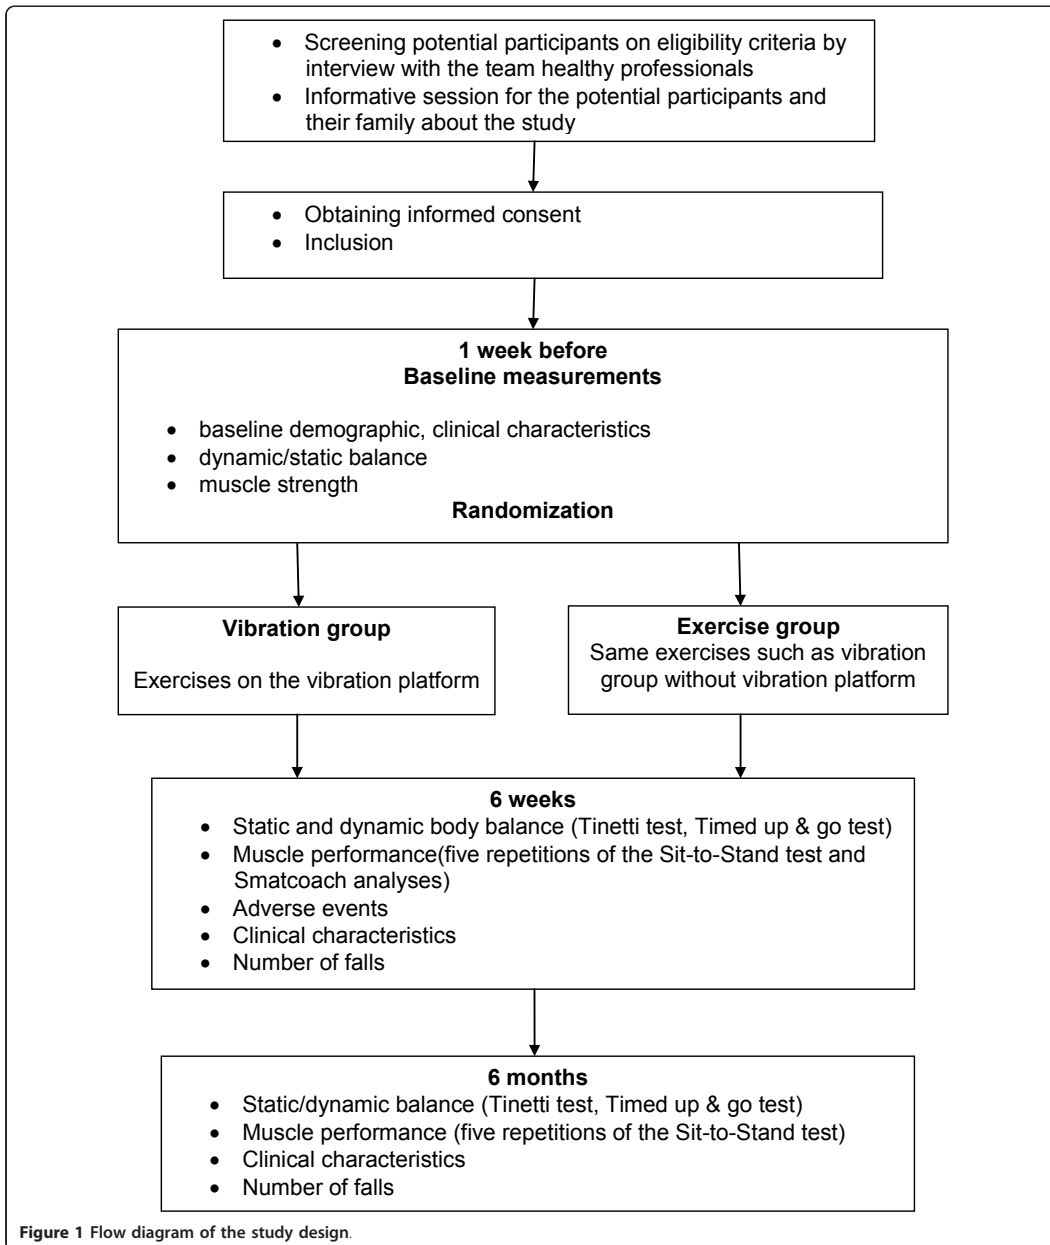 • Screening potential participants on eligibility criteria by
interview with the team healthy professionals
• Informative session for the potential participants and
their family about the study
• Obtaining informed consent
• Inclusion
1 week before
Baseline measurements
• baseline demographic, clinical characteristics
• dynamic/static balance
• muscle strength
Randomization
Vibration group
Exercises on the vibration platform
Exercise group
Same exercises such as vibration
group without vibration platform
6 weeks
• Static and dynamic body balance (Tinetti test, Timed up & go test)
• Muscle performance(five repetitions of the Sit-to-Stand test and
Smatcoach analyses)
• Adverse events
• Clinical characteristics
• Number of falls
6 months
• Static/dynamic balance (Tinetti test, Timed up & go test)
• Muscle performance (five repetitions of the Sit-to-Stand test)
• Clinical characteristics
• Number of falls
Figure 1 Flow diagram of the study design.